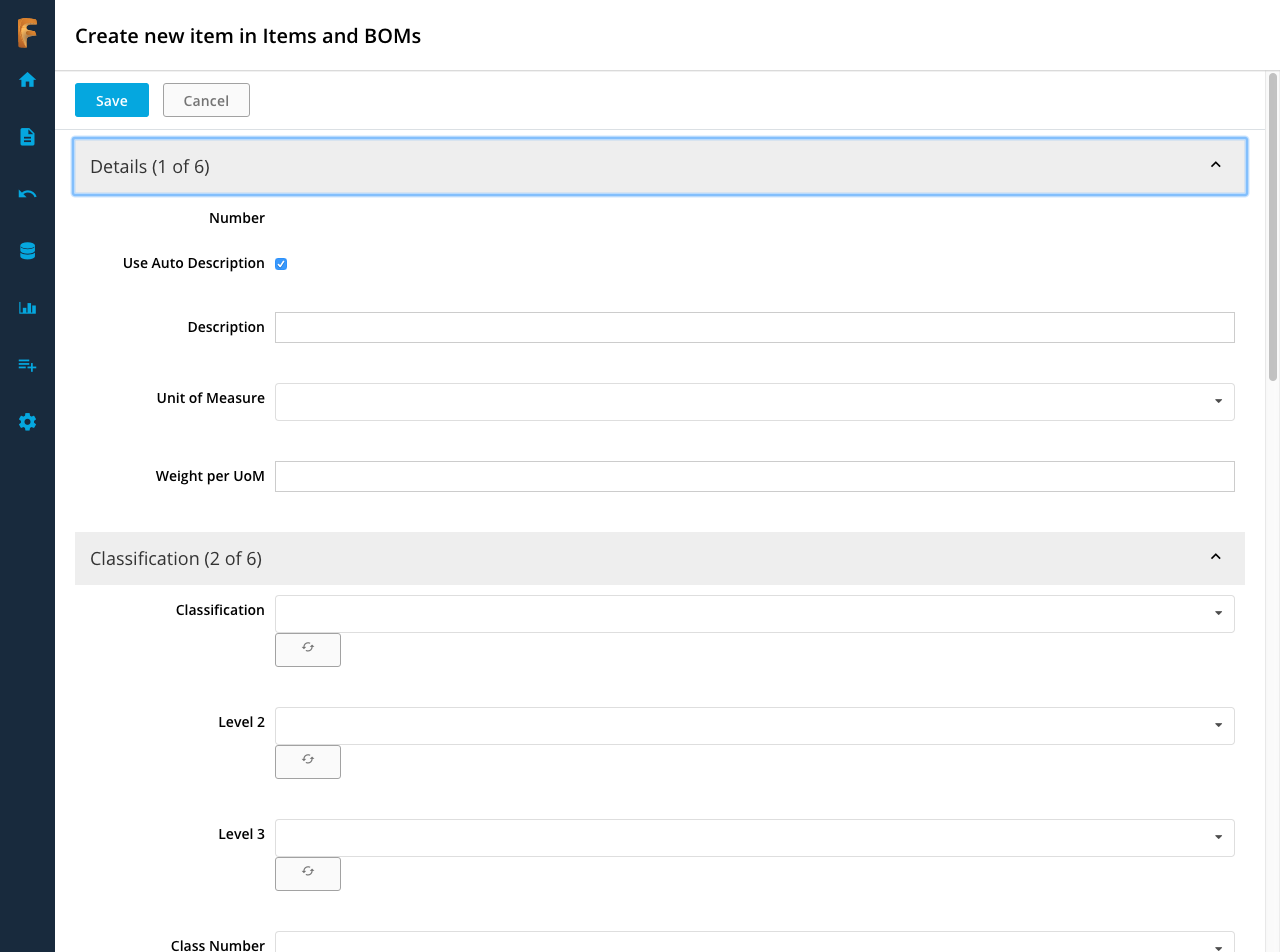 Create new item in Items and BOMs
Save
Cancel
Details (1 of 6)
Number
Use Auto Description
Description
Unit of Measure
Weight per UoM
Classification (2 of 6)
Classification
Level 2
Level 3
Class Number